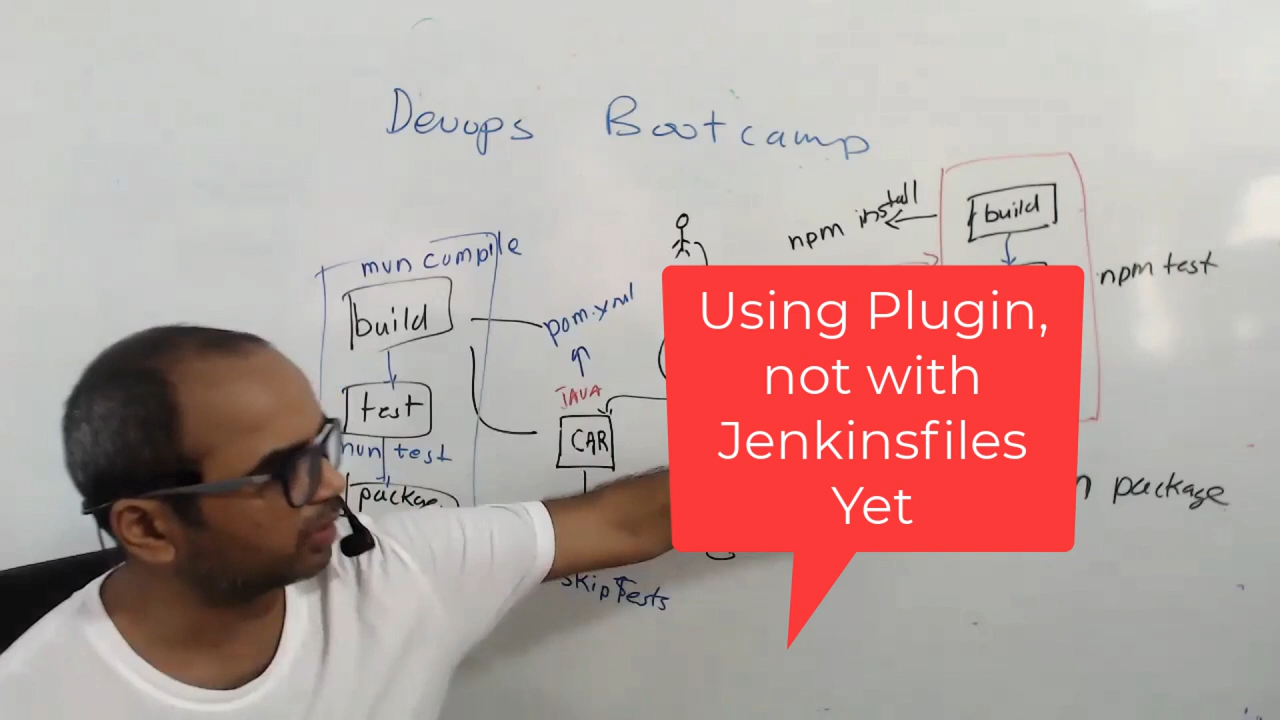 Devops Bootcamp
npm install
build
npm test
mvn compile
build
pom.xml
JAVA
test
CAR
mvn test
package
skipTests
package
Using Plugin,
not with
Jenkinsfiles
Yet